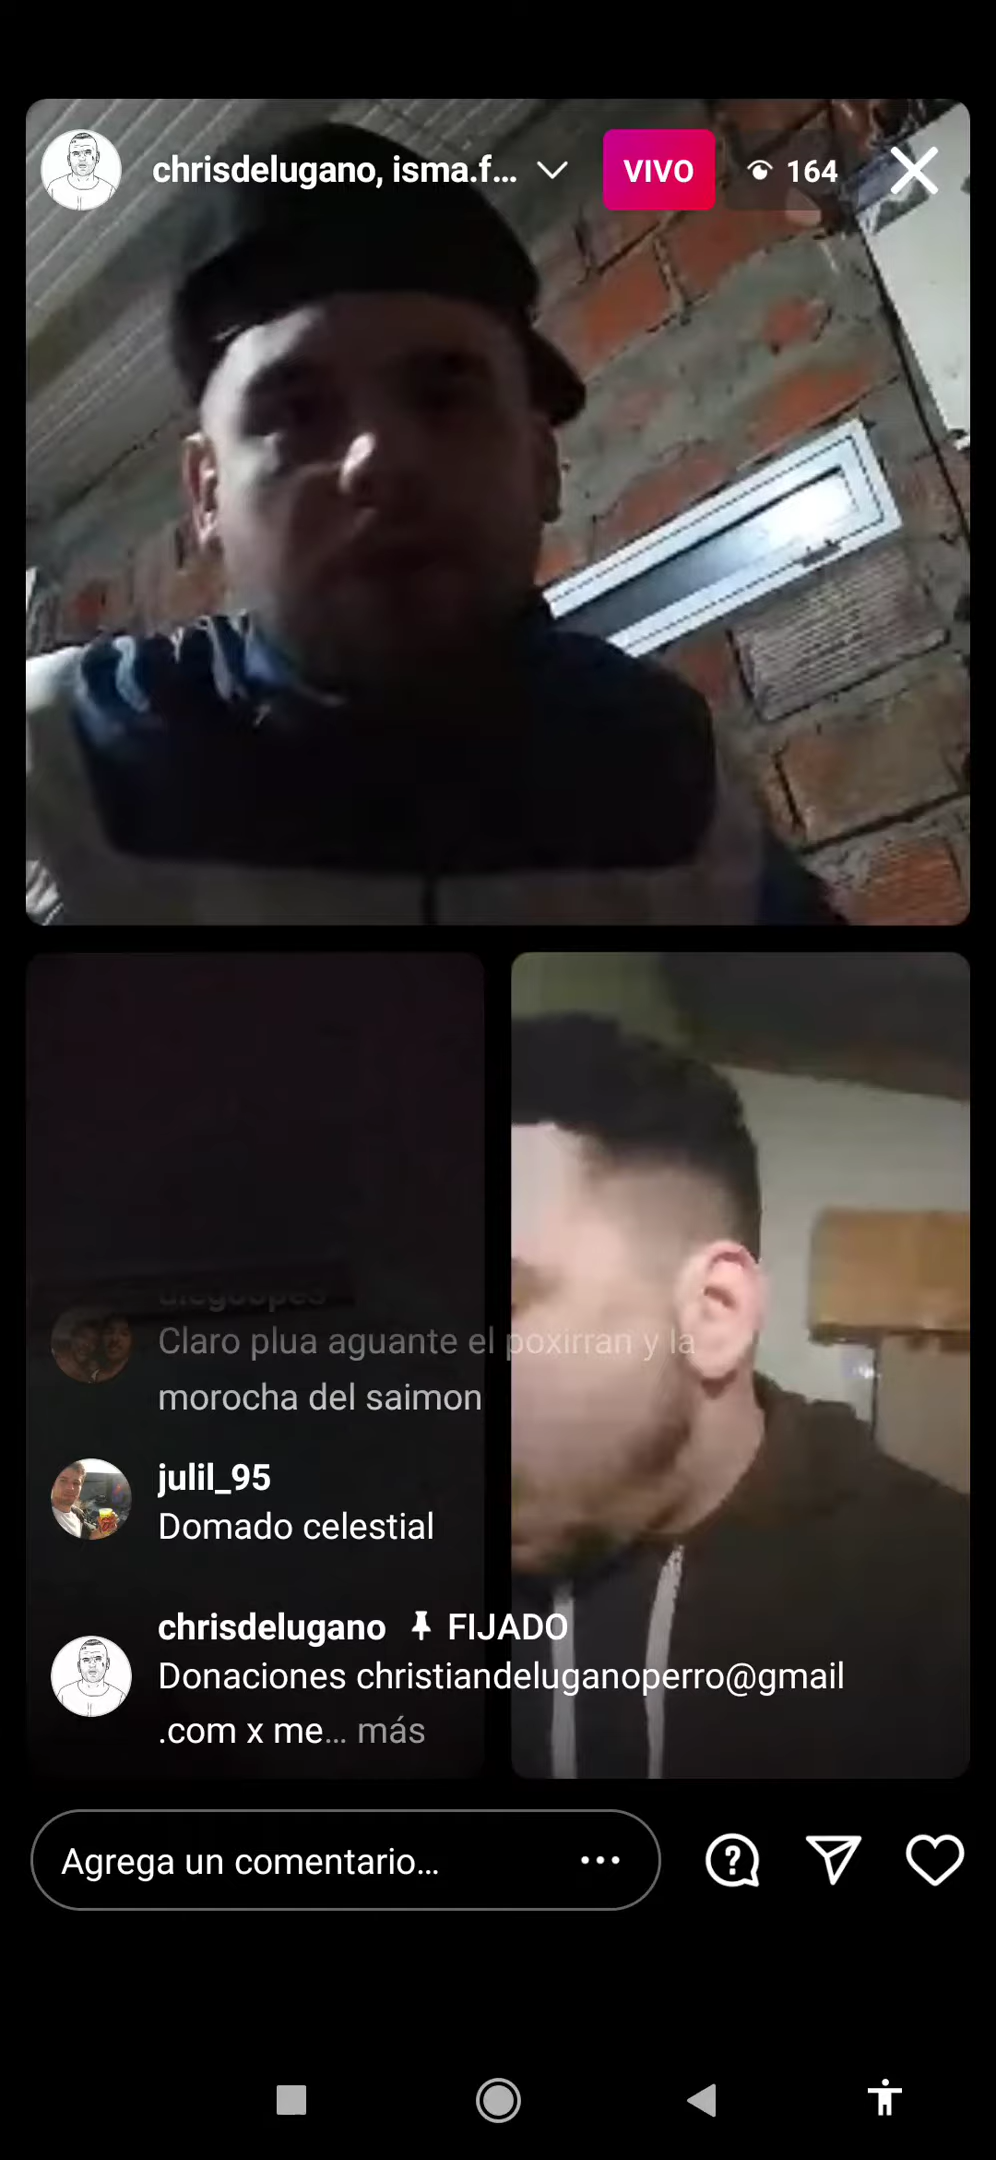 chrisdelugano, isma.f...
VIVO
164
Claro plua aguante el poxirran y la
morocha del saimon
julil_95
Domado celestial
chrisdelugano FIJADO
Donaciones christiandeluganoperro@gmail
.com x me... más
Agrega un comentario...